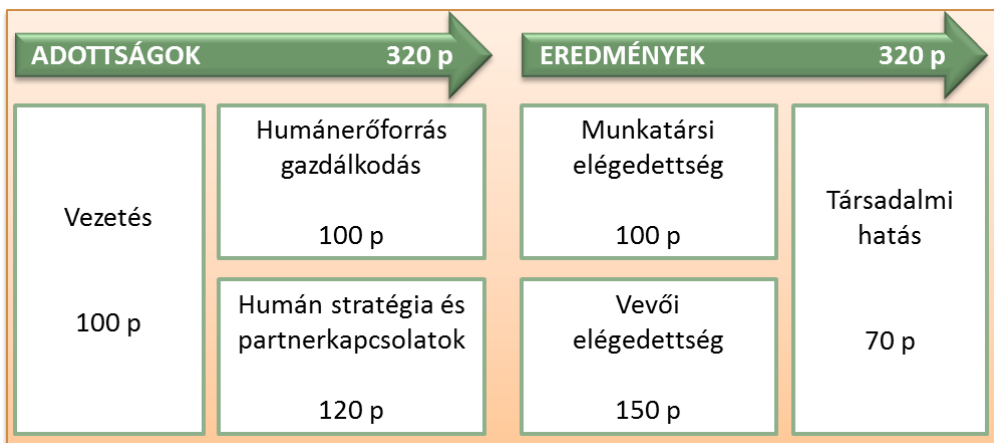 ADOTTSÁGOK 320 p
EREDMÉNYEK 320 p
Vezetés
100 p
Humánerőforrás
gazdálkodás
100 p
Humán stratégia és
partnerkapcsolatok
120 p
Munkatársi
elégedettség
100 p
Vevői
elégedettség
150 p
Társadalmi
hatás
70 p